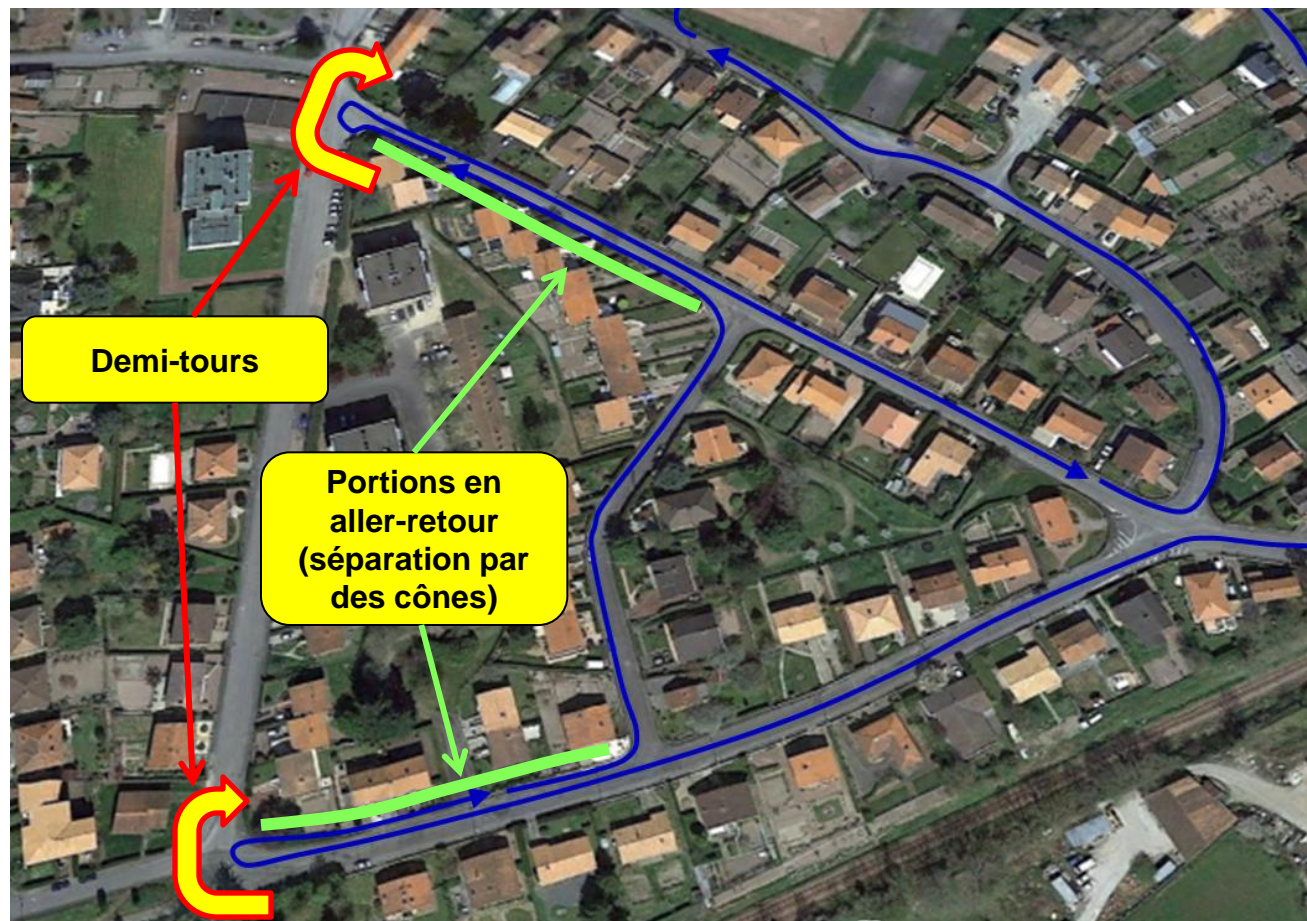 Demi-tours
Portions en
aller-retour
(séparation par
des cônes)